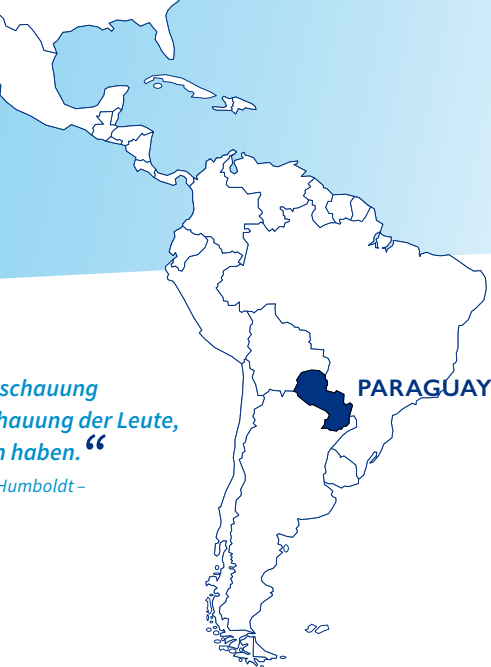 schauung
hauung der Leute,
n haben.“
Humboldt –
PARAGUAY